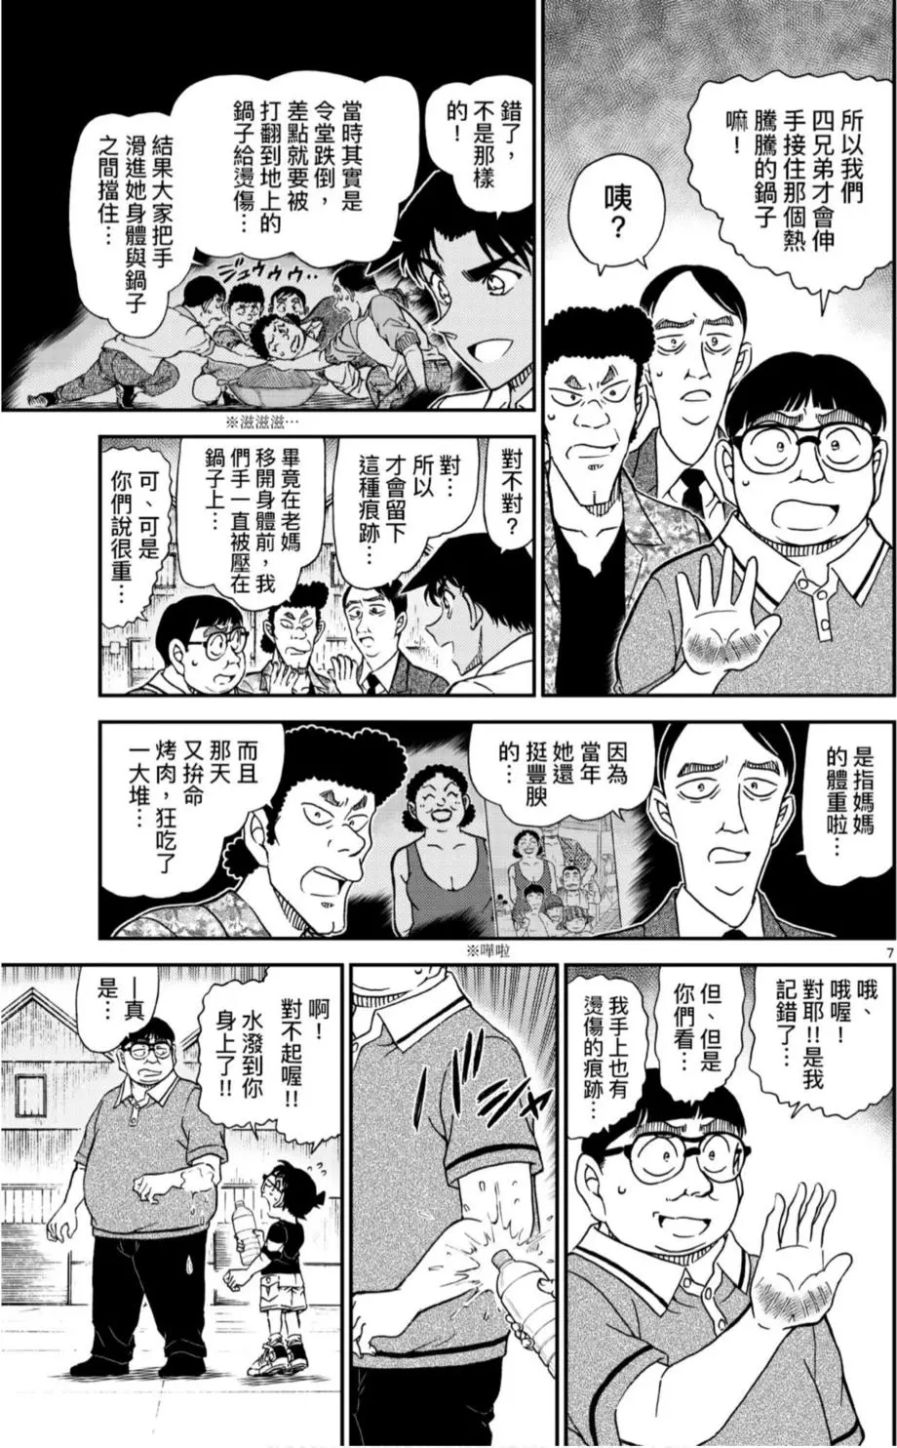 所以我們
四兄弟才會伸
手接住那個熱
騰騰的鍋子
嘛！
咦？
錯了，
不是那樣
的！
當時其實是
令堂跌倒，
差點就要被
打翻到地上的
鍋子給燙傷…
結果大家把手
滑進她身體與鍋子
之間擋住…
ジュウゥゥ‥
※滋滋滋…
對不對？
對…
所以
才會留下
這種痕跡…
畢竟在老媽
移開身體前，我
們手一直被壓在
鍋子上…
可、可是
你們說很重…
是指媽媽
的體重啦…
因為
當年
她還
挺豐腴
的…
而且
那天
又拚命
烤肉，狂吃了
一大堆…
7
※嘩啦
哦、
哦喔！
對耶!!是我
記錯了…
但、但是
你們看…
我手上也有
燙傷的痕跡…
バシャ
啊！
對不起喔!!
水潑到你
身上了!!
—真
是…